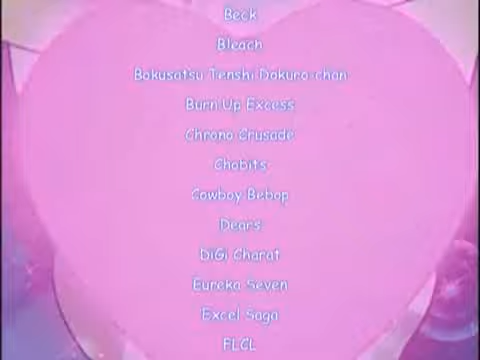 Beck
Bleach
Bokusatsu Tenshi Dokuro-chan
Burn Up Excess
Chrono Crusade
Chobits
Cowboy Bebop
Dears
DiGi Charat
Eureka Seven
Excel Saga
FLCL